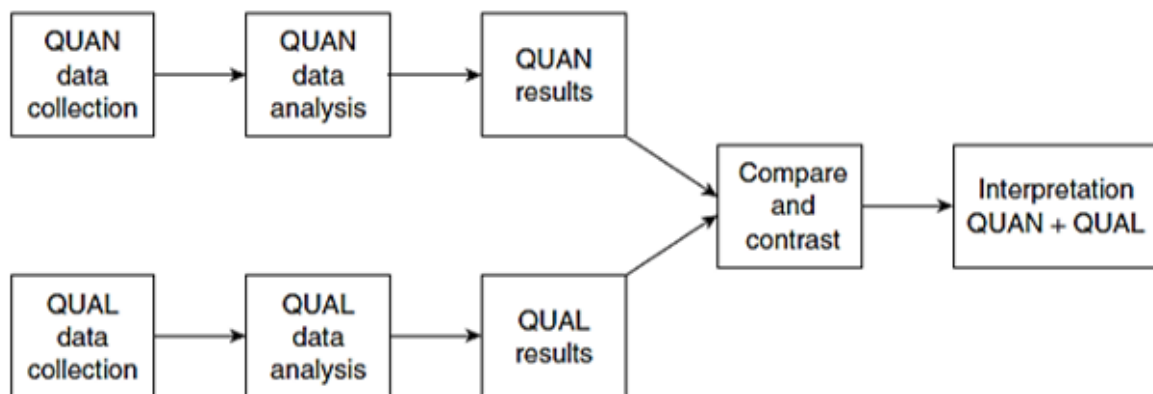 QUAN
data
collection
QUAN
data
analysis
QUAN
results
Compare
and
contrast
Interpretation
QUAN + QUAL
QUAL
data
collection
QUAL
data
analysis
QUAL
results